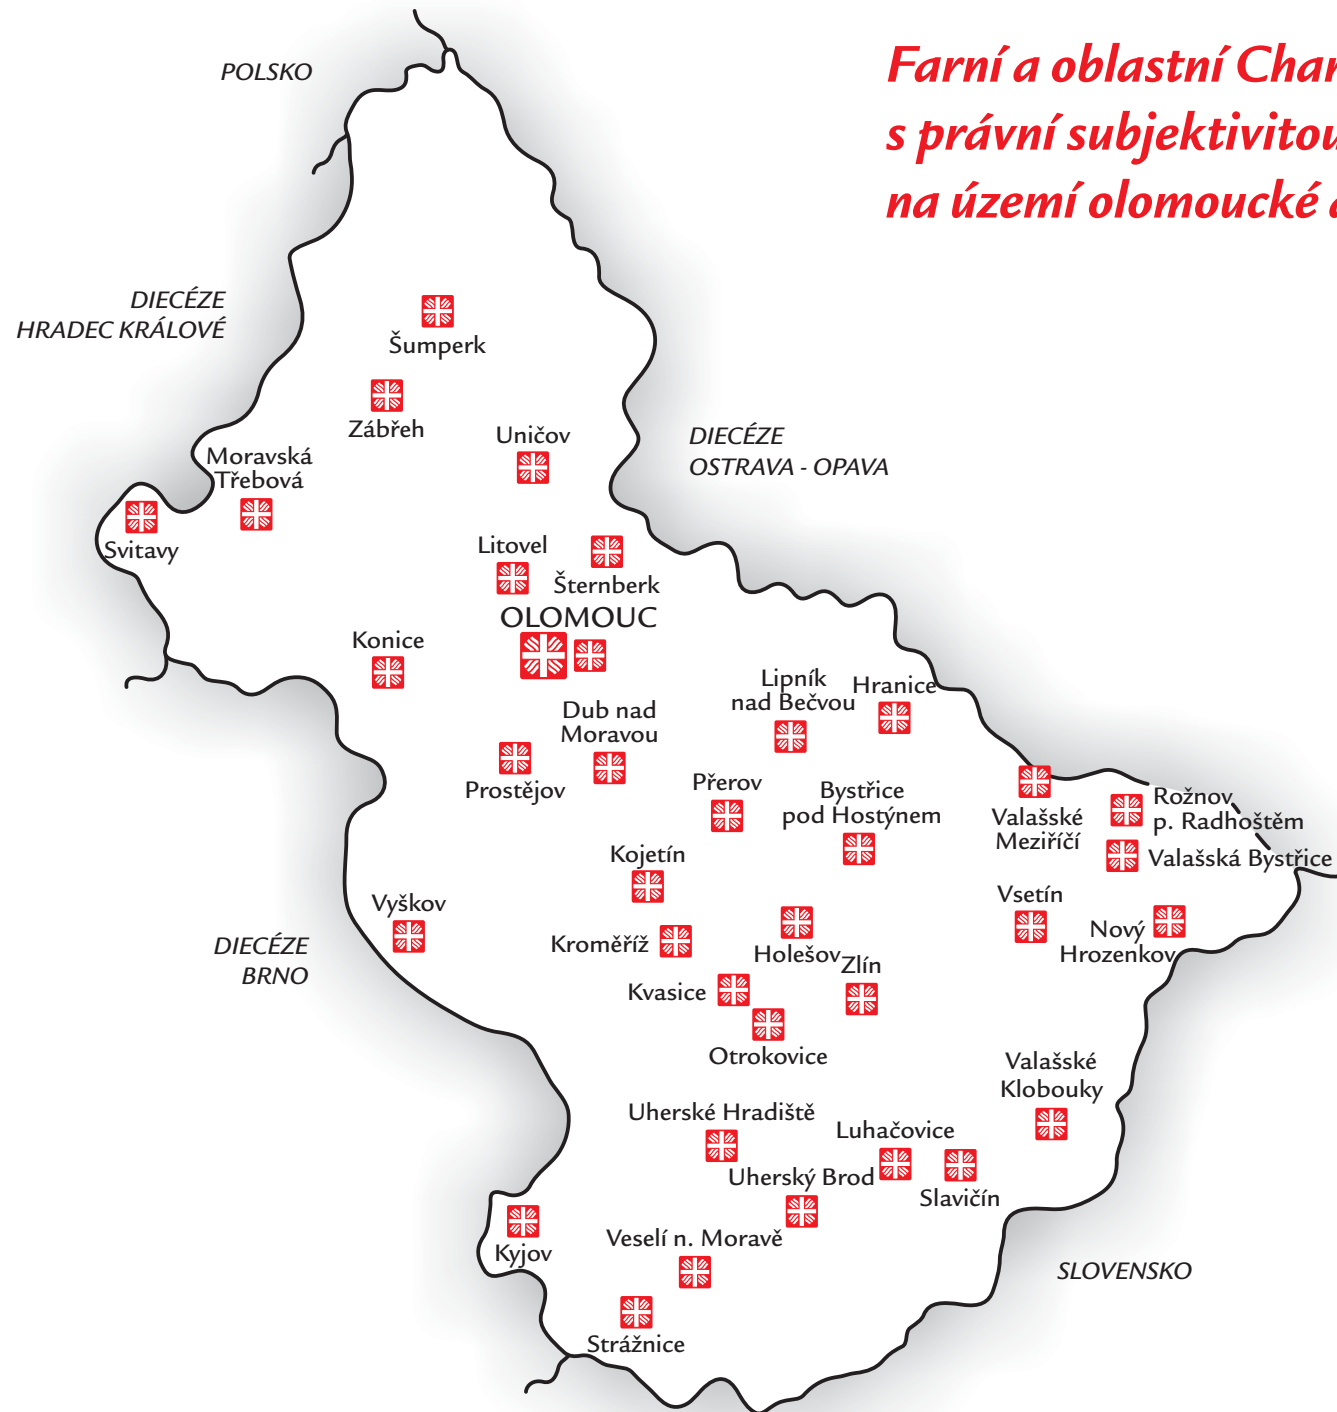 Farní a oblastní
s právní subjektivitou
na území olomoucké
POLSKO
DIECÉZE
HRADEC KRÁLOVÉ
Šumperk
Zábřeh
Uničov
DIECÉZE
OSTRAVA - OPAVA
Moravská
Třebová
Svitavy
Litovel
Šternberk
OLOMOUC
Konice
Lipník
nad Bečvou
Hranice
Dub nad
Moravou
Prostějov
Přerov
Bystřice
pod Hostýnem
Valašské
Meziříčí
Rožnov
p. Radhoštěm
Valašská Bystřice
Kojetín
Vyškov
Vsetín
Nový
Hrozenkov
DIECÉZE
BRNO
Kroměříž
Holešov
Zlín
Kvasice
Otrokovice
Valašské
Klobouky
Uherské Hradiště
Luhačovice
Uherský Brod
Slavičín
Kyjov
Veselí n. Moravě
SLOVENSKO
Strážnice